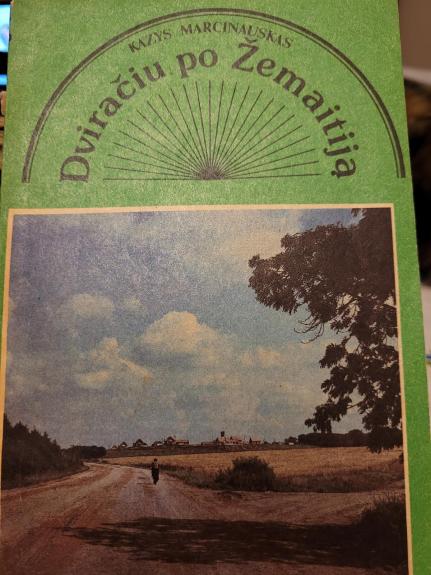 KAZYS MARCINAUSKAS
Dviračiu po Žemaitiją